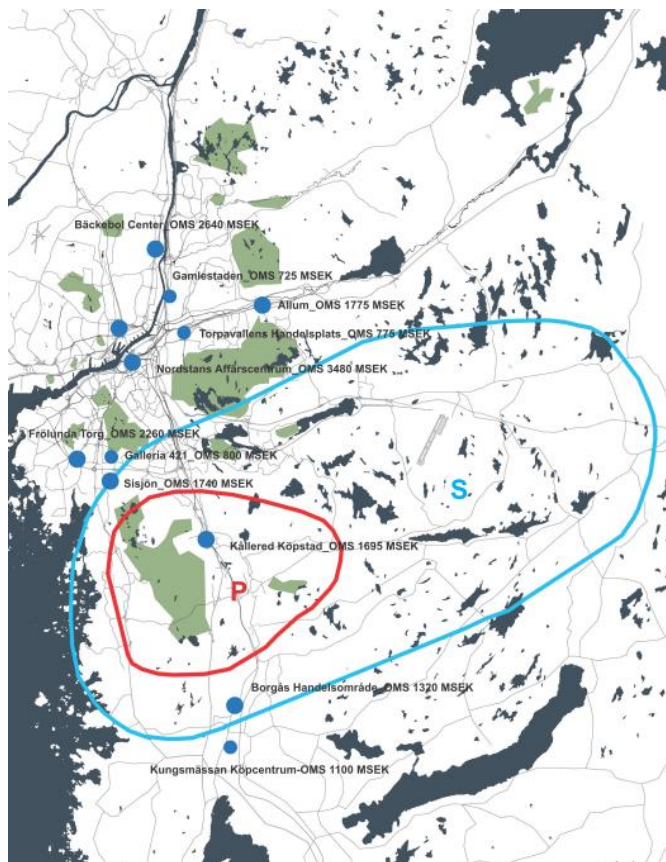 Bäckebol Center_OMS 2640 MSEK
Gamlestaden_OMS 725 MSEK
Allum_OMS 1775 MSEK
Torpavallens Handelsplats_OMS 775 MSEK
Nordstans Affärscentrum_OMS 3480 MSEK
Frölunda Torg_OMS 2260 MSEK
Galleria 421_OMS 800 MSEK
Sisjön_OMS 1740 MSEK
S
Kållered Köpstad_OMS 1695 MSEK
P
Borgås Handelsområde_OMS 1320 MSEK
Kungsmässan Köpcentrum-OMS 1100 MSEK